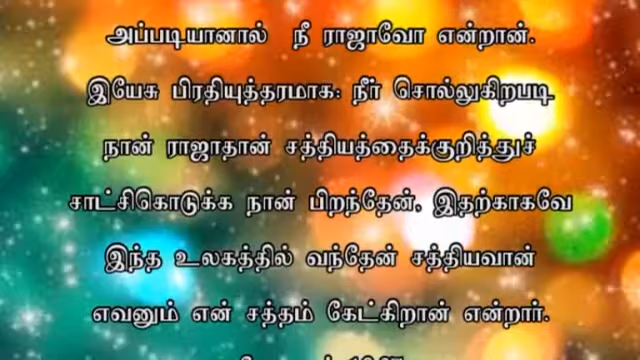 அப்படியானால் நீ ராஜாவோ என்றான்.
இயேசு பிரதியுத்தரமாக: நீர் சொல்லுகிறபடி
நான் ராஜாதான் சத்தியத்தைக்குறித்துச்
சாட்சிகொடுக்க நான் பிறந்தேன், இதற்காகவே
இந்த உலகத்தில் வந்தேன் சத்தியவான்
எவனும் என் சத்தம் கேட்கிறான் என்றார்.